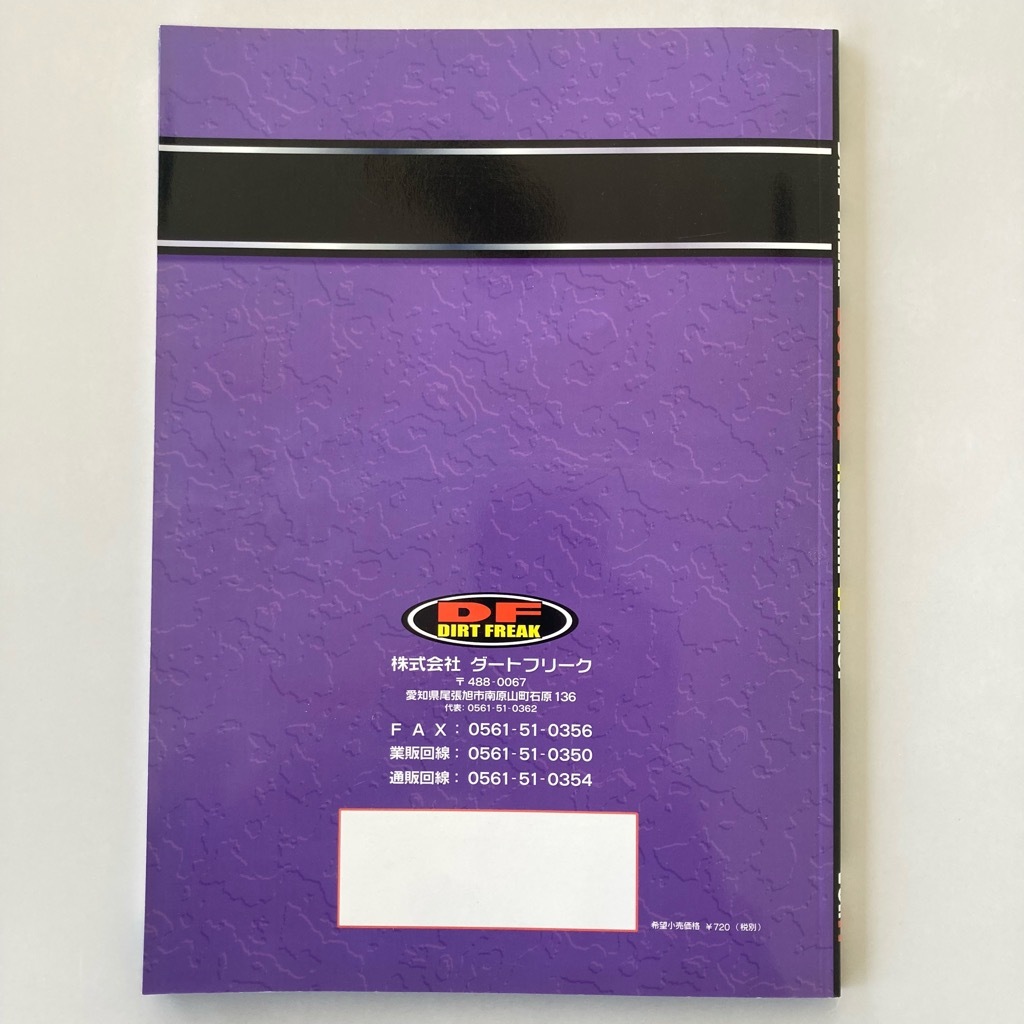 DF
DIRT FREAK
株式会社 ダートフリーク
〒488-0067
愛知県尾張旭市南原山町石原136
代表: 0561-51-0362
FAX: 0561-51-0356
業販回線: 0561-51-0350
通販回線: 0561-51-0354
希望小売価格 ¥720（税別）